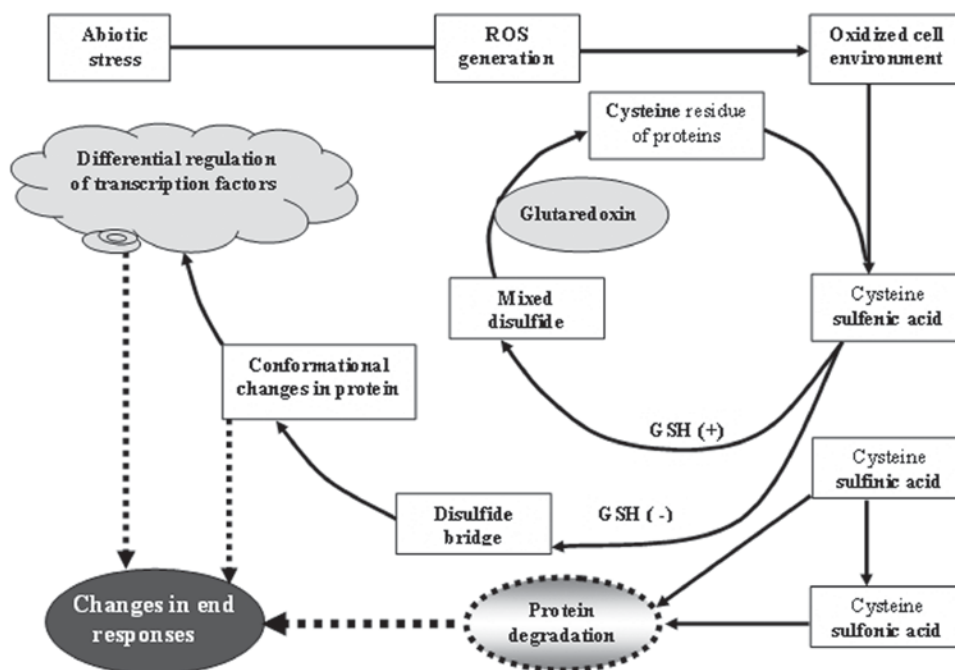 Abiotic
stress
ROS
generation
Oxidized cell
environment
Cysteine residue
of proteins
Differential regulation
of transcription factors
Glutaredoxin
Mixed
disulfide
Cysteine
sulfenic acid
Conformational
changes in protein
GSH (+)
Cysteine
sulfinic acid
Disulfide
bridge
GSH (-)
Changes in end
responses
Protein
degradation
Cysteine
sulfonic acid